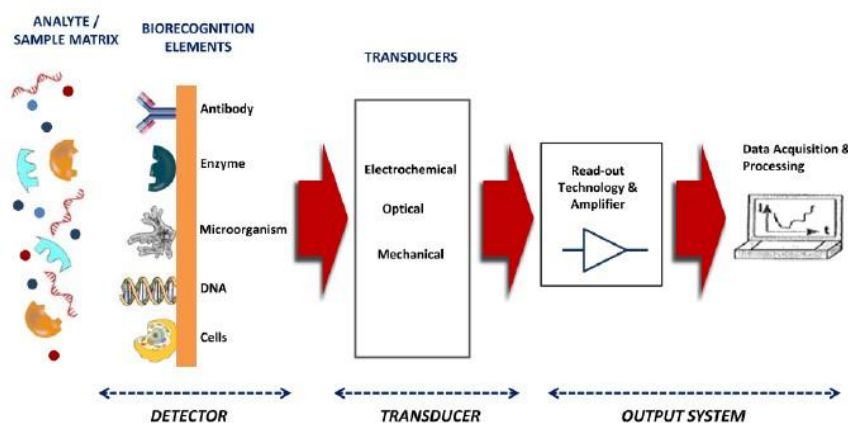 ANALYTE /
SAMPLE MATRIX
BIORECOGNITION
ELEMENTS
Antibody
Enzyme
Microorganism
DNA
Cells
TRANSDUCERS
Electrochemical
Optical
Mechanical
Read-out
Technology &
Amplifier
Data Acquisition &
Processing
I
t
DETECTOR
TRANSDUCER
OUTPUT SYSTEM